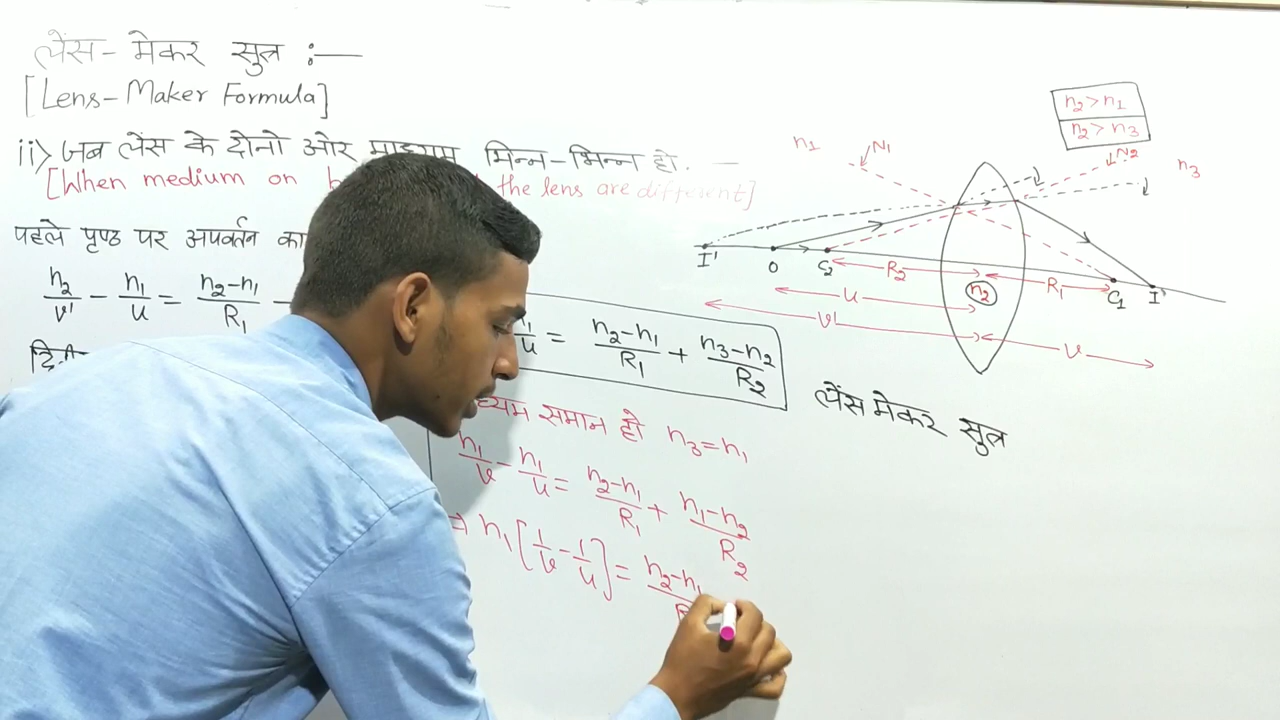 लेंस - मेकर सुत्र :—
[Lens - Maker Formula]
ii) जब लेंस के दोनो ओर माध्यम भिन्न-भिन्न हो. —
[When medium on the lens are different]
पहले पृष्ठ पर अपवर्तन
n2/v' - n1/u = n2-n1/R1
n1/u = n2-n1/R1 + n3-n2/R2
लेंस मेकर सुत्र
समान हो n3=n1
n1/v - n1/u = n2-n1/R1 + n1-n2/R2
⇒ n1[1/v - 1/u] = n2-n1
n2>n1
n2>n3
n1
N1
N2
n3
I' O C2 R2 n2 R1 C1 I
u
v'
v